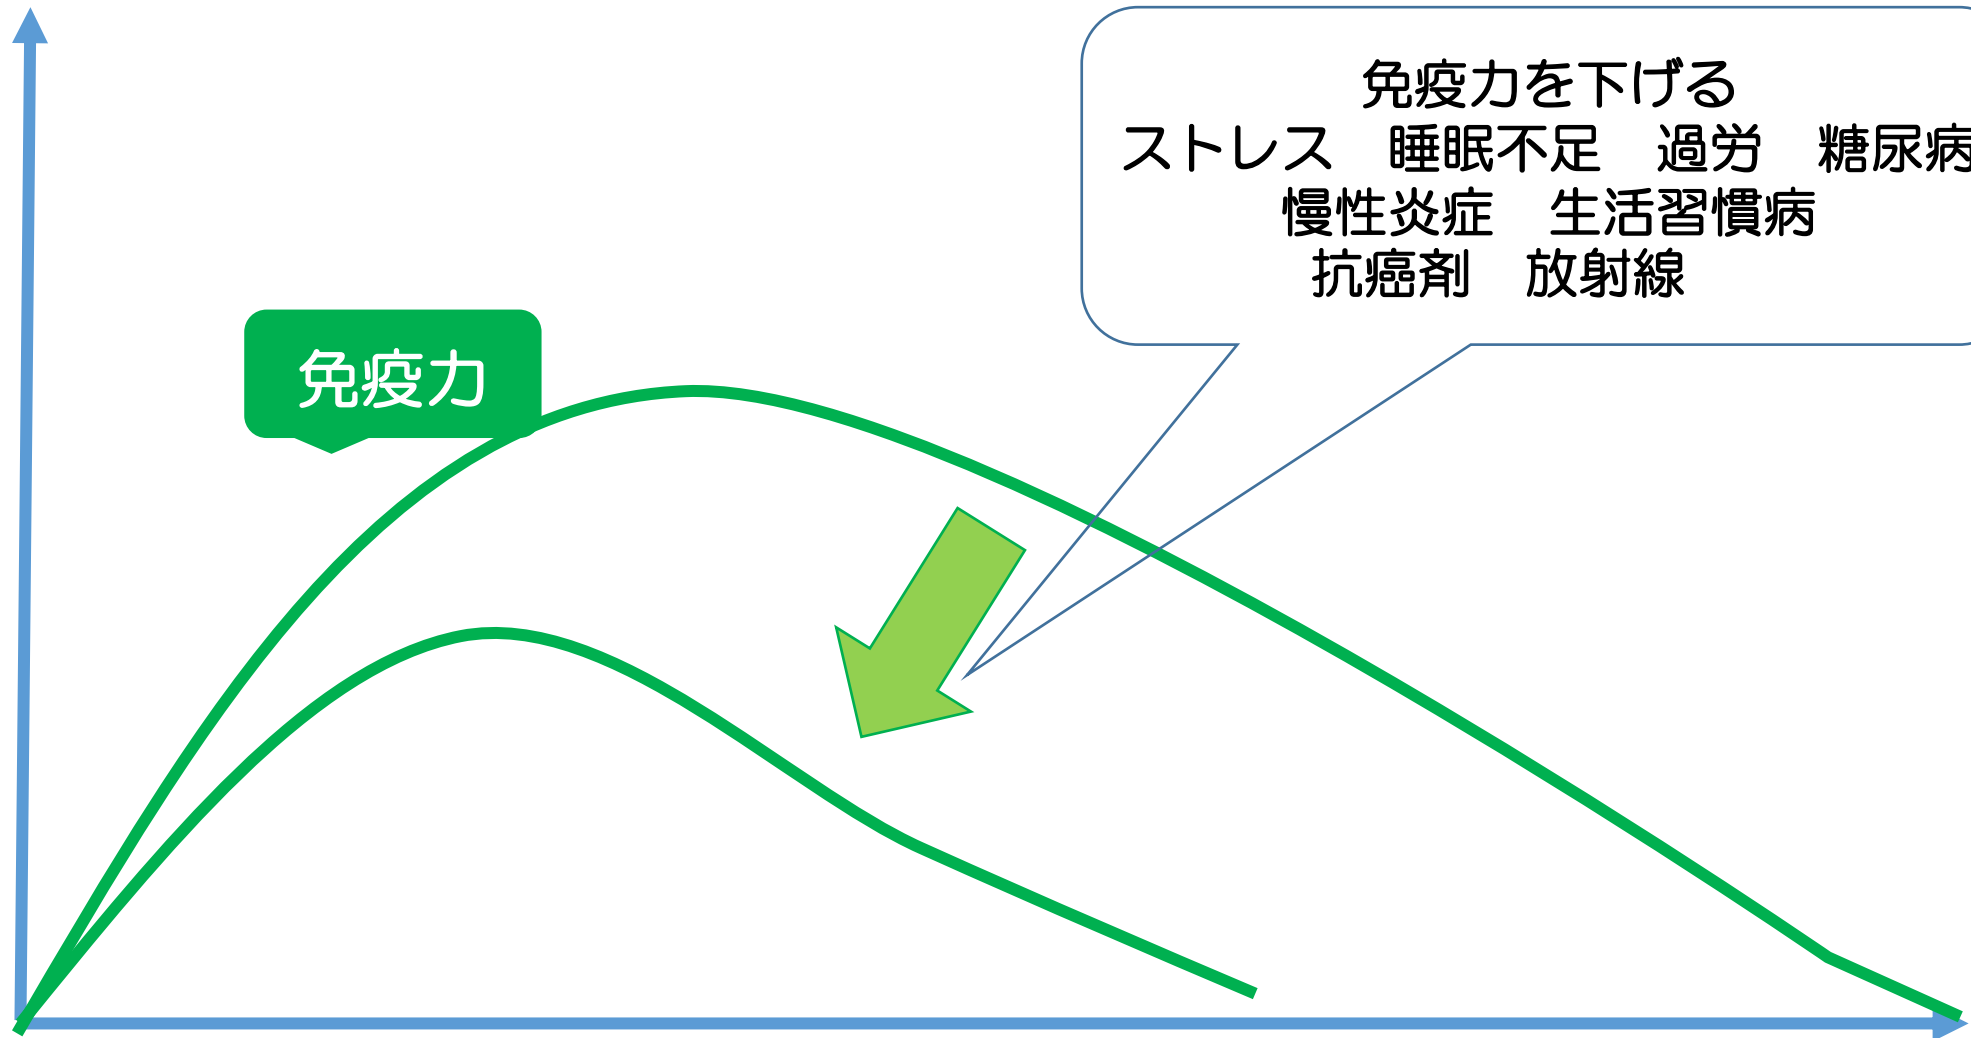 免疫力を下げる
ストレス　睡眠不足　過労　糖尿病
慢性炎症　生活習慣病
抗癌剤　放射線
免疫力